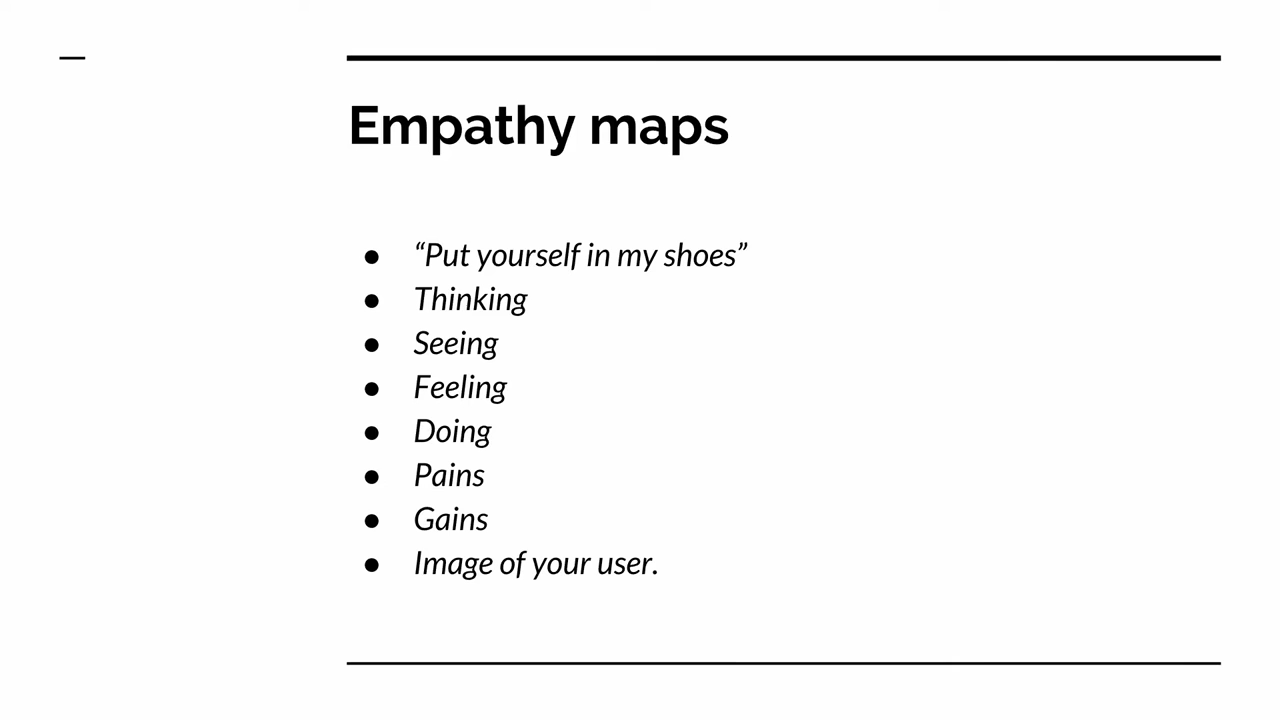 Empathy maps
● “Put yourself in my shoes”
● Thinking
● Seeing
● Feeling
● Doing
● Pains
● Gains
● Image of your user.